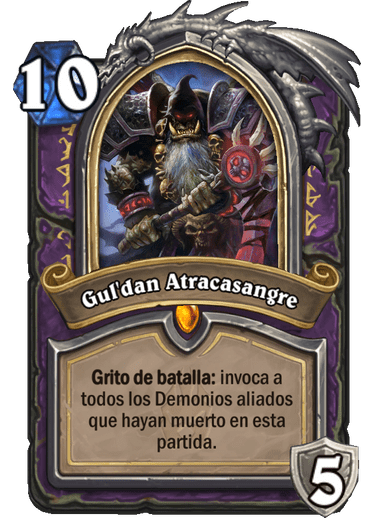 10
Gul'dan Atracasangre
Grito de batalla: invoca a
todos los Demonios aliados
que hayan muerto en esta
partida.
5